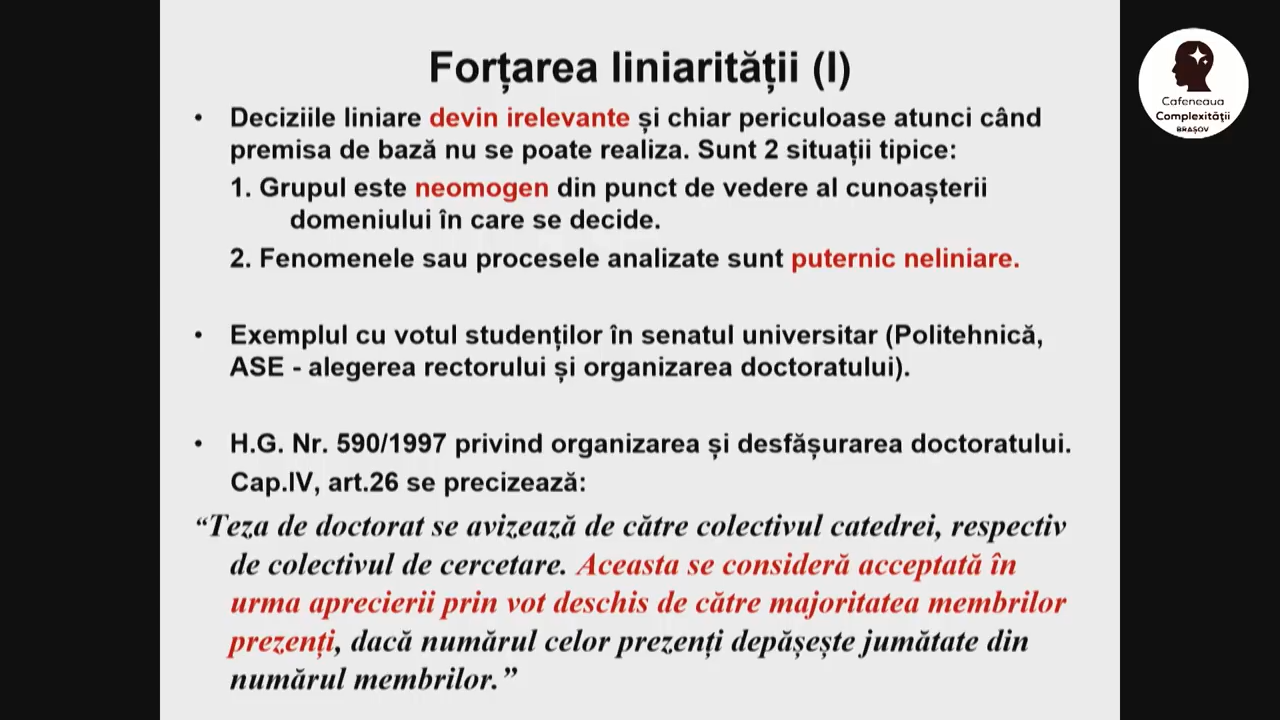 Forțarea liniarității (I)
• Deciziile liniare devin irelevante și chiar periculoase atunci când
premisa de bază nu se poate realiza. Sunt 2 situații tipice:
1. Grupul este neomogen din punct de vedere al cunoașterii
domeniului în care se decide.
2. Fenomenele sau procesele analizate sunt puternic neliniare.
• Exemplul cu votul studenților în senatul universitar (Politehnică,
ASE - alegerea rectorului și organizarea doctoratului).
• H.G. Nr. 590/1997 privind organizarea și desfășurarea doctoratului.
Cap.IV, art.26 se precizează:
“Teza de doctorat se avizează de către colectivul catedrei, respectiv
de colectivul de cercetare. Aceasta se consideră acceptată în
urma aprecierii prin vot deschis de către majoritatea membrilor
prezenți, dacă numărul celor prezenți depășește jumătate din
numărul membrilor.”
Cafeneaua
Complexității
BRAȘOV